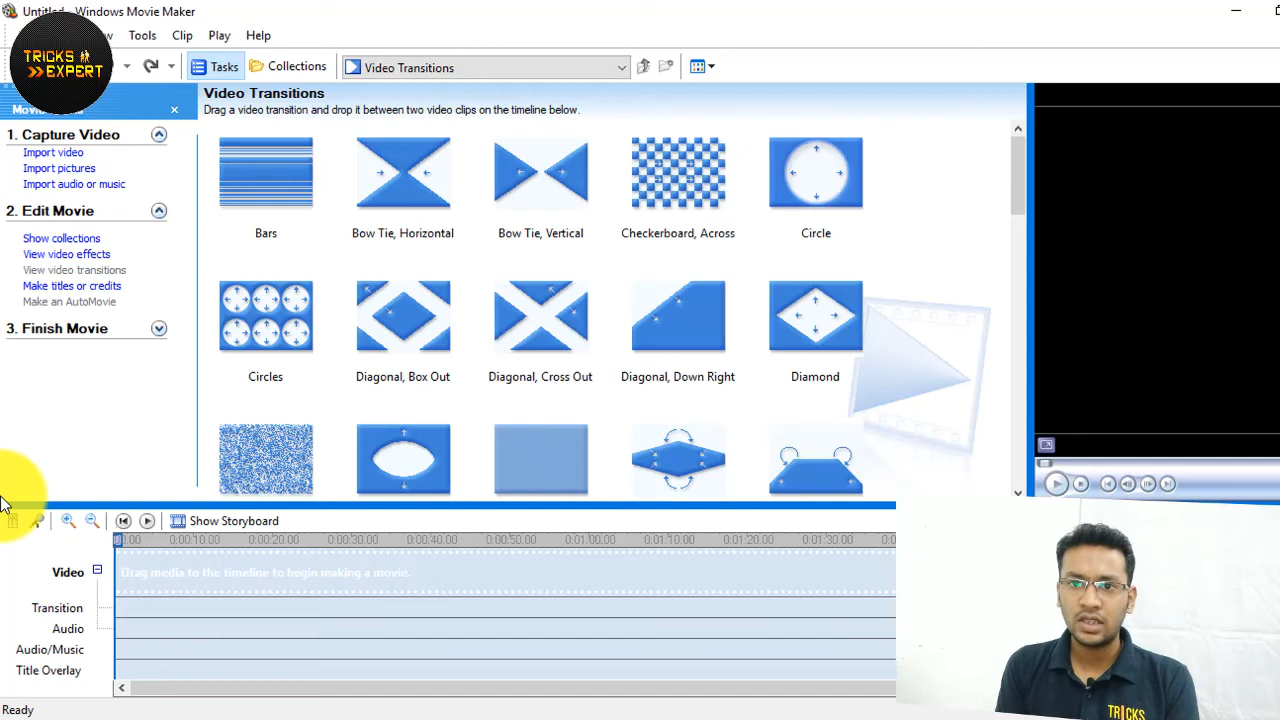 Untitled - Windows Movie Maker
Tools Clip Play Help
TRICKS
EXPERT
Tasks Collections Video Transitions
Video Transitions
Drag a video transition and drop it between two video clips on the timeline below.
1. Capture Video
Import video
Import pictures
Import audio or music
2. Edit Movie
Show collections
View video effects
View video transitions
Make titles or credits
Make an AutoMovie
3. Finish Movie
Bars Bow Tie, Horizontal Bow Tie, Vertical Checkerboard, Across Circle
Circles Diagonal, Box Out Diagonal, Cross Out Diagonal, Down Right Diamond
Show Storyboard
0:00:10.00 0:00:20.00 0:00:30.00 0:00:40.00 0:00:50.00 0:01:00.00 0:01:10.00 0:01:20.00 0:01:30.00
Video Drag media to the timeline to begin making a movie.
Transition
Audio
Audio/Music
Title Overlay
Ready
TRICKS